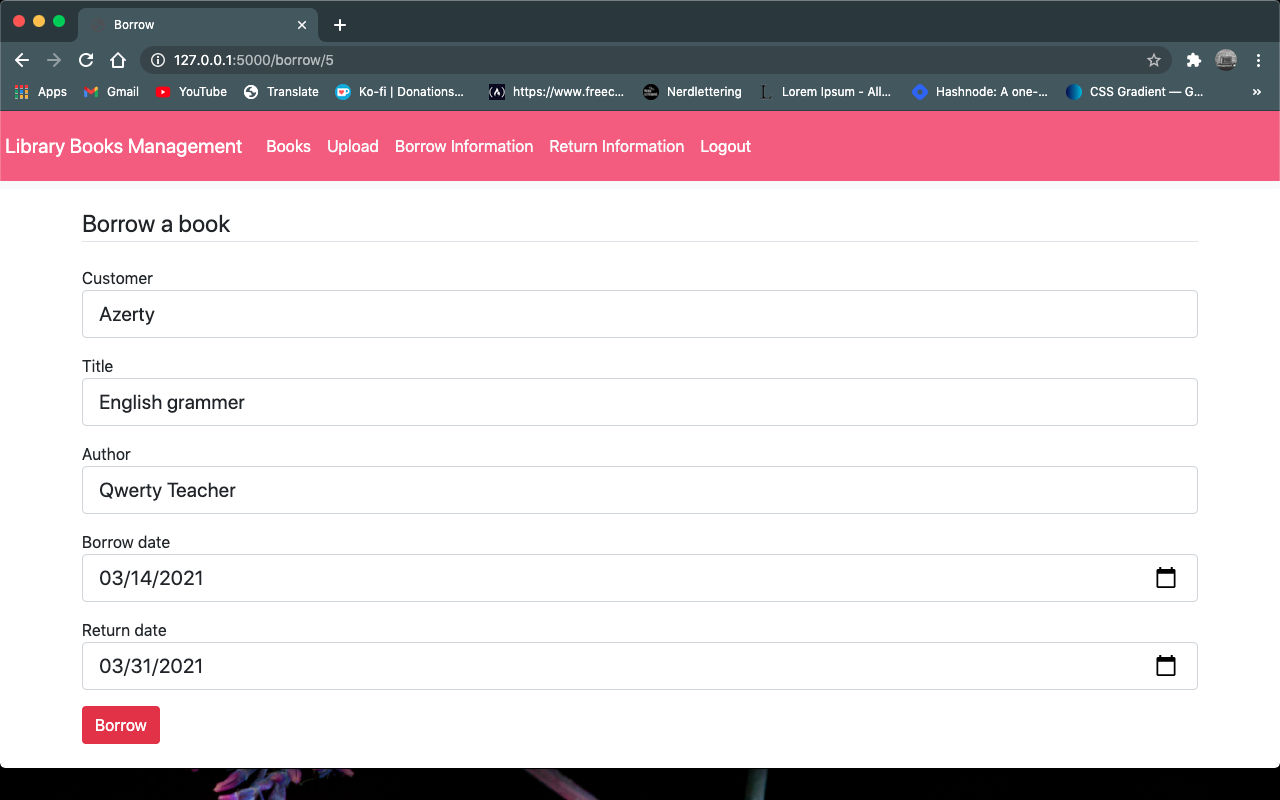 Borrow
127.0.0.1:5000/borrow/5
Apps Gmail YouTube Translate Ko-fi | Donations... https://www.freec... Nerdlettering Lorem Ipsum - All... Hashnode: A one-... CSS Gradient — G... »
Library Books Management Books Upload Borrow Information Return Information Logout
Borrow a book
Customer
Azerty
Title
English grammer
Author
Qwerty Teacher
Borrow date
03/14/2021
Return date
03/31/2021
Borrow